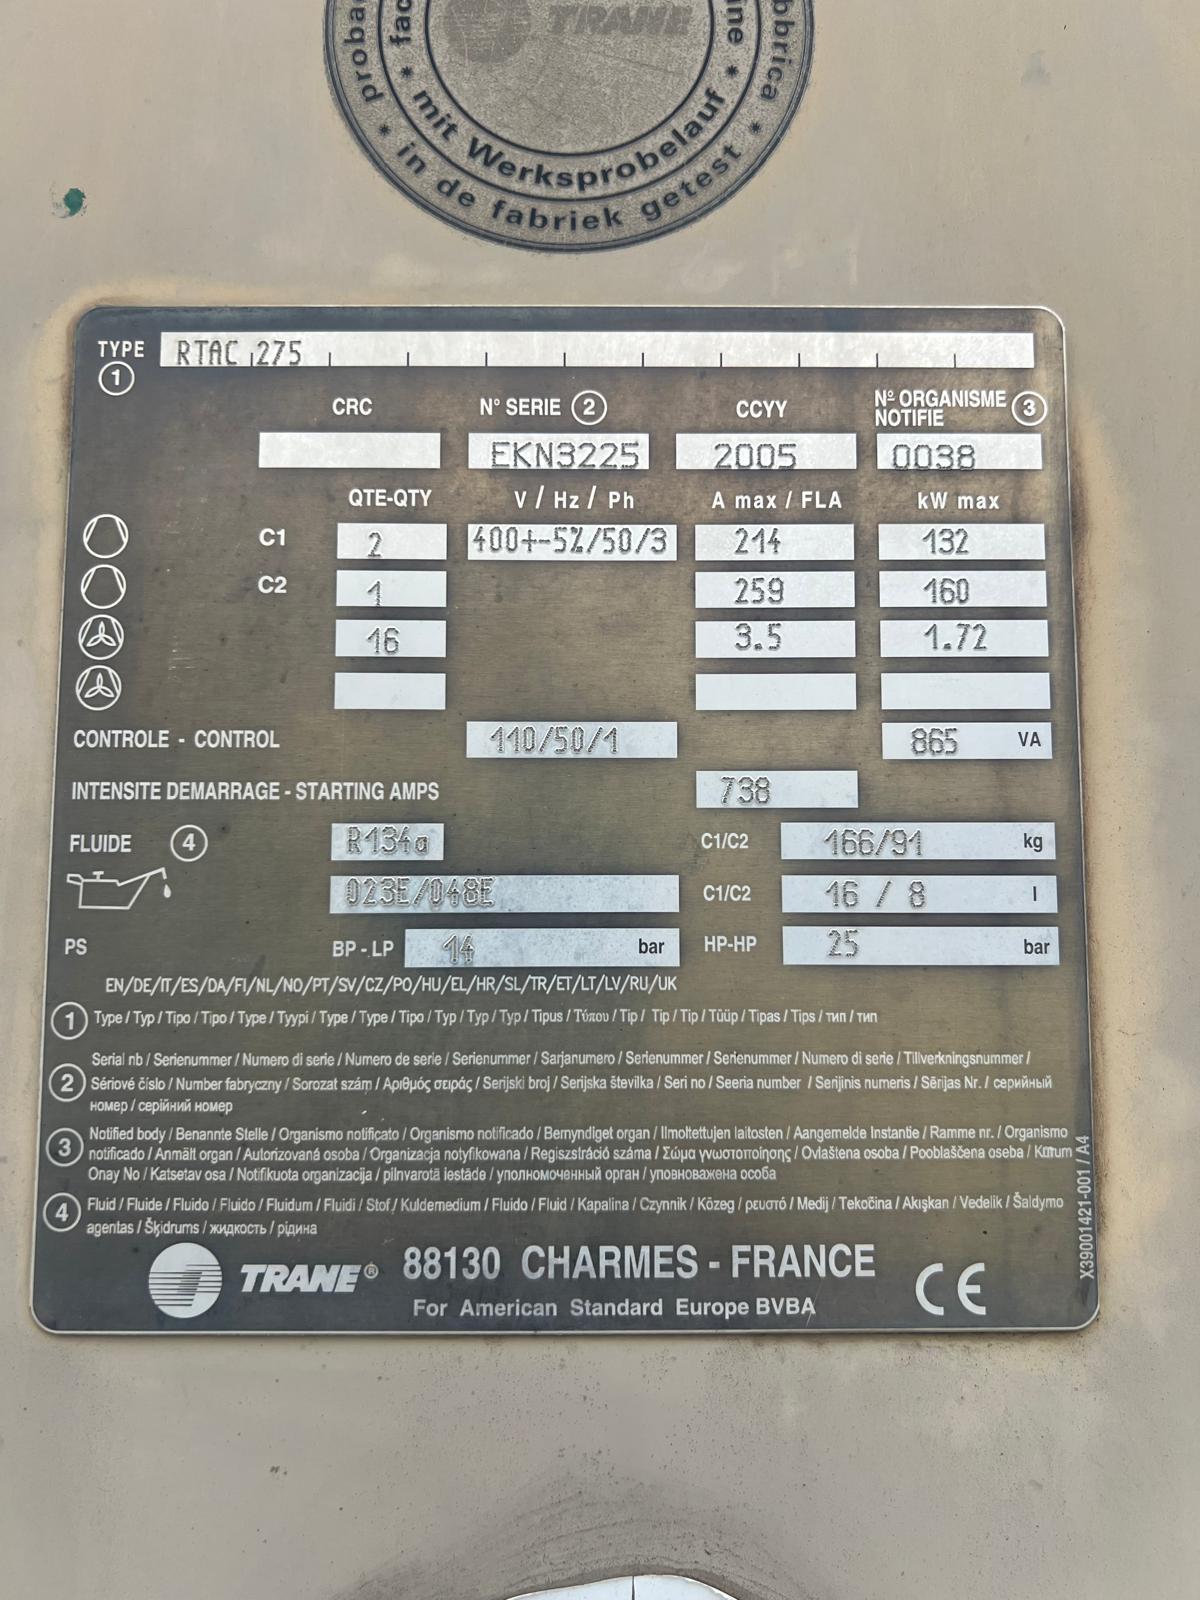 TRANE
mit Werksprobelauf
in de fabriek getest
TYPE RTAC 275
1
CRC N° SERIE 2 CCYY Nº ORGANISME NOTIFIE 3
EKN3225 2005 0038
QTE-QTY V / Hz / Ph A max / FLA kW max
C1 2 400+-5%/50/3 214 132
C2 1 259 160
16 3.5 1.72
CONTROLE - CONTROL 110/50/1 865 VA
INTENSITE DEMARRAGE - STARTING AMPS 738
FLUIDE 4 R134a C1/C2 166/91 kg
023E/048E C1/C2 16 / 8 l
PS BP - LP 14 bar HP-HP 25 bar
EN/DE/IT/ES/DA/FI/NL/NO/PT/SV/CZ/PO/HU/EL/HR/SL/TR/ET/LT/LV/RU/UK
1 Type / Typ / Tipo / Tipo / Type / Tyypi / Type / Type / Tipo / Typ / Typ / Typ / Tipus / Τύπου / Tip / Tip / Tip / Tüüp / Tipas / Tips / тип / тип
Serial nb / Serienummer / Numero di serie / Numero de serie / Serienummer / Sarjanumero / Serienummer / Serienummer / Numero di serie / Tillverkningsnummer /
2 Sériové číslo / Number fabryczny / Sorozat szám / Αριθμός σειράς / Serijski broj / Serijska številka / Seri no / Seeria number / Serijinis numeris / Sērijas Nr. / серийный
номер / серійний номер
Notified body / Benannte Stelle / Organismo notificato / Organismo notificado / Bemyndiget organ / Ilmoitettujen laitosten / Aangemelde Instantie / Ramme nr. / Organismo
3 notificado / Anmält organ / Autorizovaná osoba / Organizacja notyfikowana / Regisztráció száma / Σώμα γνωστοποίησης / Ovlaštena osoba / Pooblaščena oseba / Kurum
Onay No / Katsetav osa / Notifikuota organizacija / pilnvarotā iestāde / уполномоченный орган / уповноважена особа
4 Fluid / Fluide / Fluido / Fluido / Fluidum / Fluidi / Stof / Kuldemedium / Fluido / Fluid / Kapalina / Czynnik / Közeg / ρευστό / Medij / Tekočina / Akışkan / Vedelik / Šaldymo
agentas / Šķidrums / жидкость / рідина
TRANE® 88130 CHARMES - FRANCE
For American Standard Europe BVBA
CE
X39001421-001 / A4